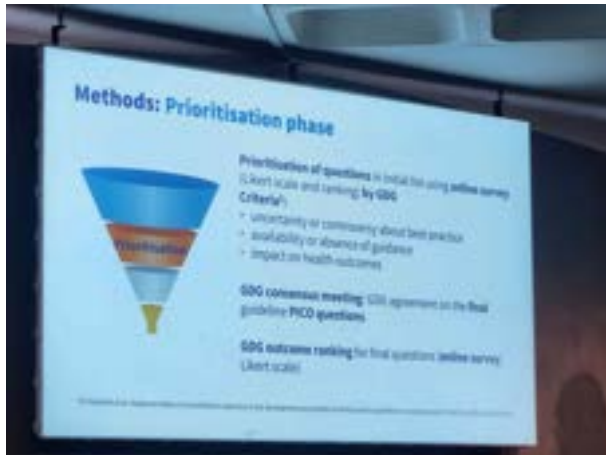 Methods: Prioritisation phase
Prioritisation
Prioritisation of questions in initial list using online survey
(Likert scale and ranking) by GDG
Criteria¹:
• uncertainty or controversy about best practice
• availability or absence of guidance
• impact on health outcomes
GDG consensus meeting: GDG agreement on the final
guideline PICO questions
GDG outcome ranking for final questions (online survey
Likert scale)